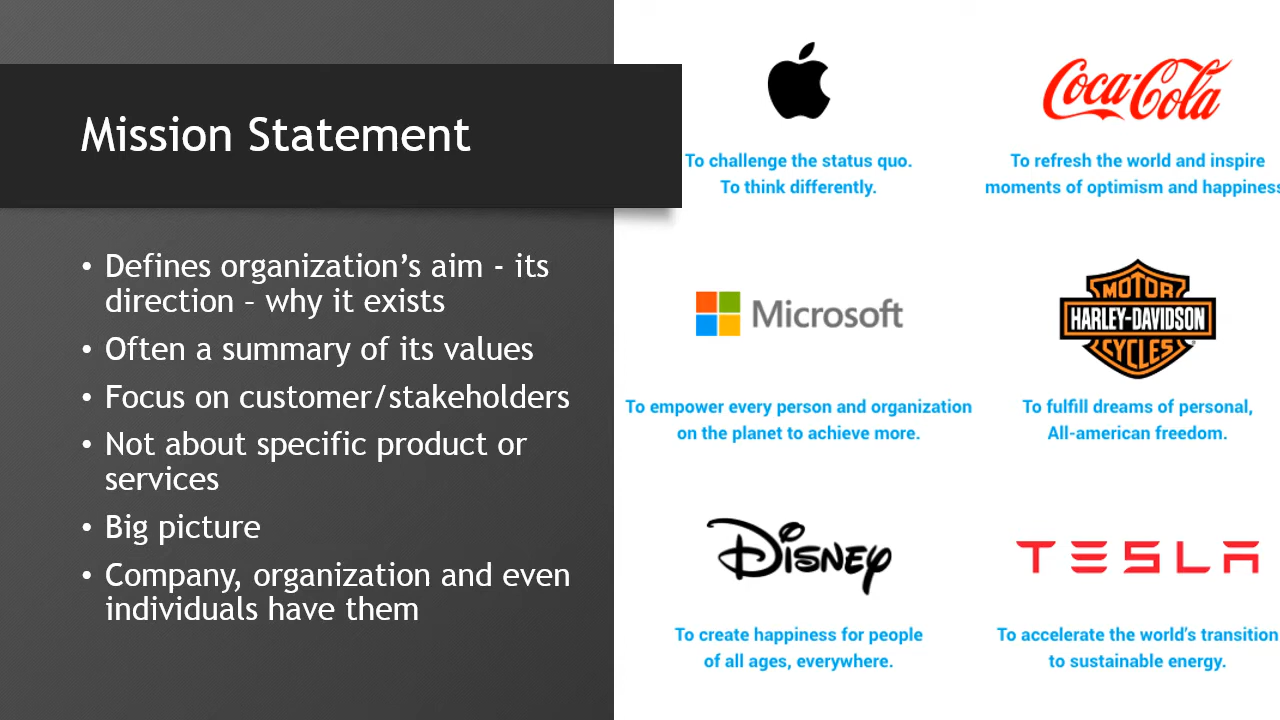 Mission Statement
• Defines organization’s aim - its
direction – why it exists
• Often a summary of its values
• Focus on customer/stakeholders
• Not about specific product or
services
• Big picture
• Company, organization and even
individuals have them
To challenge the status quo.
To think differently.
Coca-Cola
To refresh the world and inspire
moments of optimism and happiness
Microsoft
To empower every person and organization
on the planet to achieve more.
MOTOR
HARLEY-DAVIDSON
CYCLES
To fulfill dreams of personal,
All-american freedom.
Disney
To create happiness for people
of all ages, everywhere.
TESLA
To accelerate the world’s transition
to sustainable energy.